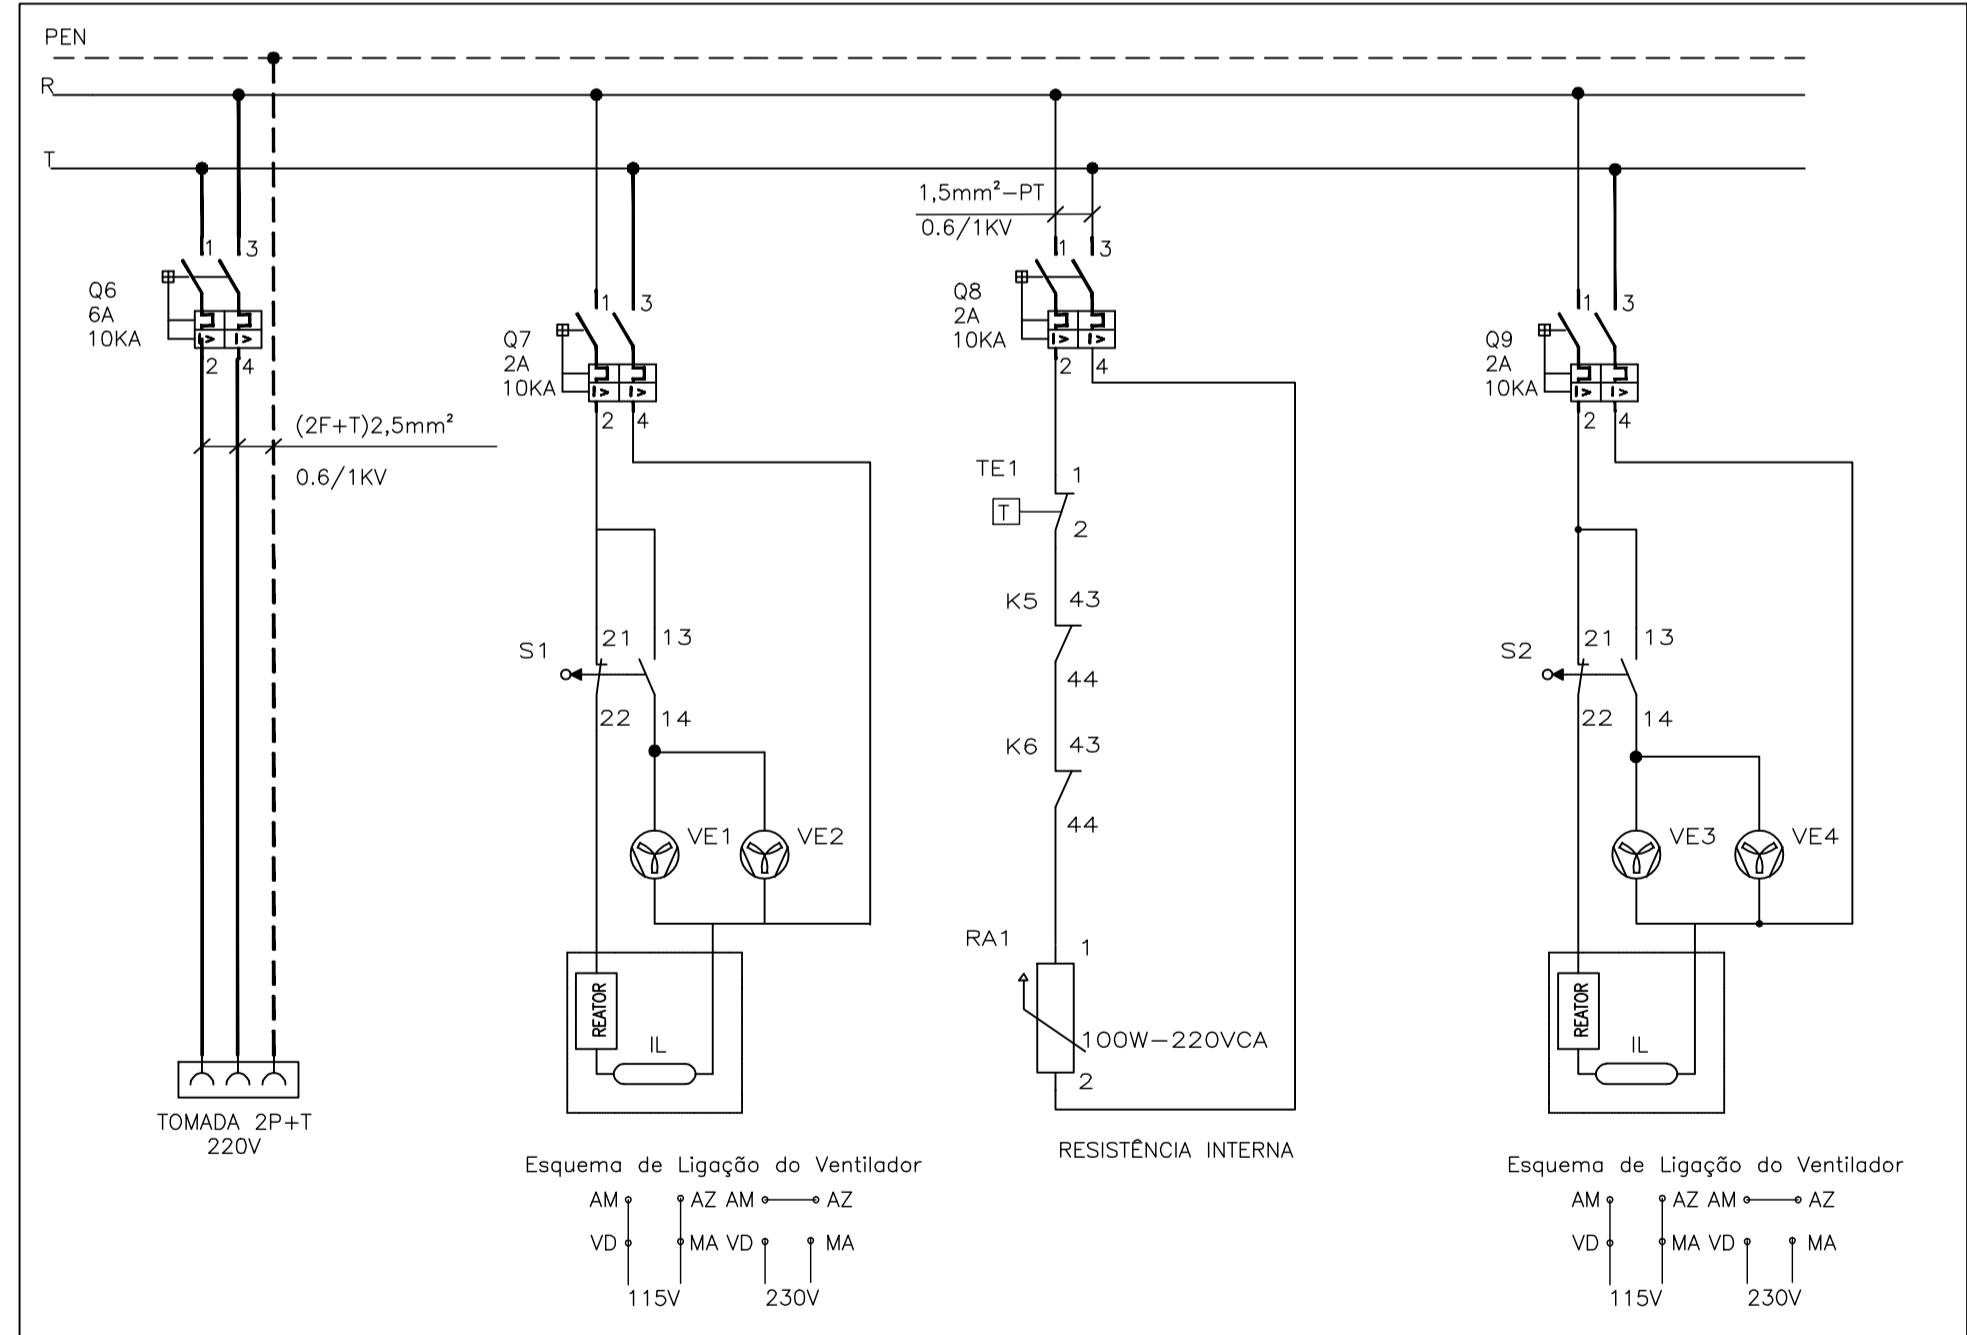 PEN
R
T
1 3
Q6
6A
10KA
2 4
(2F+T)2,5mm²
0.6/1KV
TOMADA 2P+T
220V
1 3
Q7
2A
10KA
2 4
S1
21 13
22 14
VE1 VE2
REATOR
IL
Esquema de Ligação do Ventilador
AM AZ AM AZ
VD MA VD MA
115V 230V
1,5mm²-PT
0.6/1KV
1 3
Q8
2A
10KA
2 4
TE1
1
T
2
K5 43
44
K6 43
44
RA1
1
100W-220VCA
2
RESISTÊNCIA INTERNA
1 3
Q9
2A
10KA
2 4
S2
21 13
22 14
VE3 VE4
REATOR
IL
Esquema de Ligação do Ventilador
AM AZ AM AZ
VD MA VD MA
115V 230V